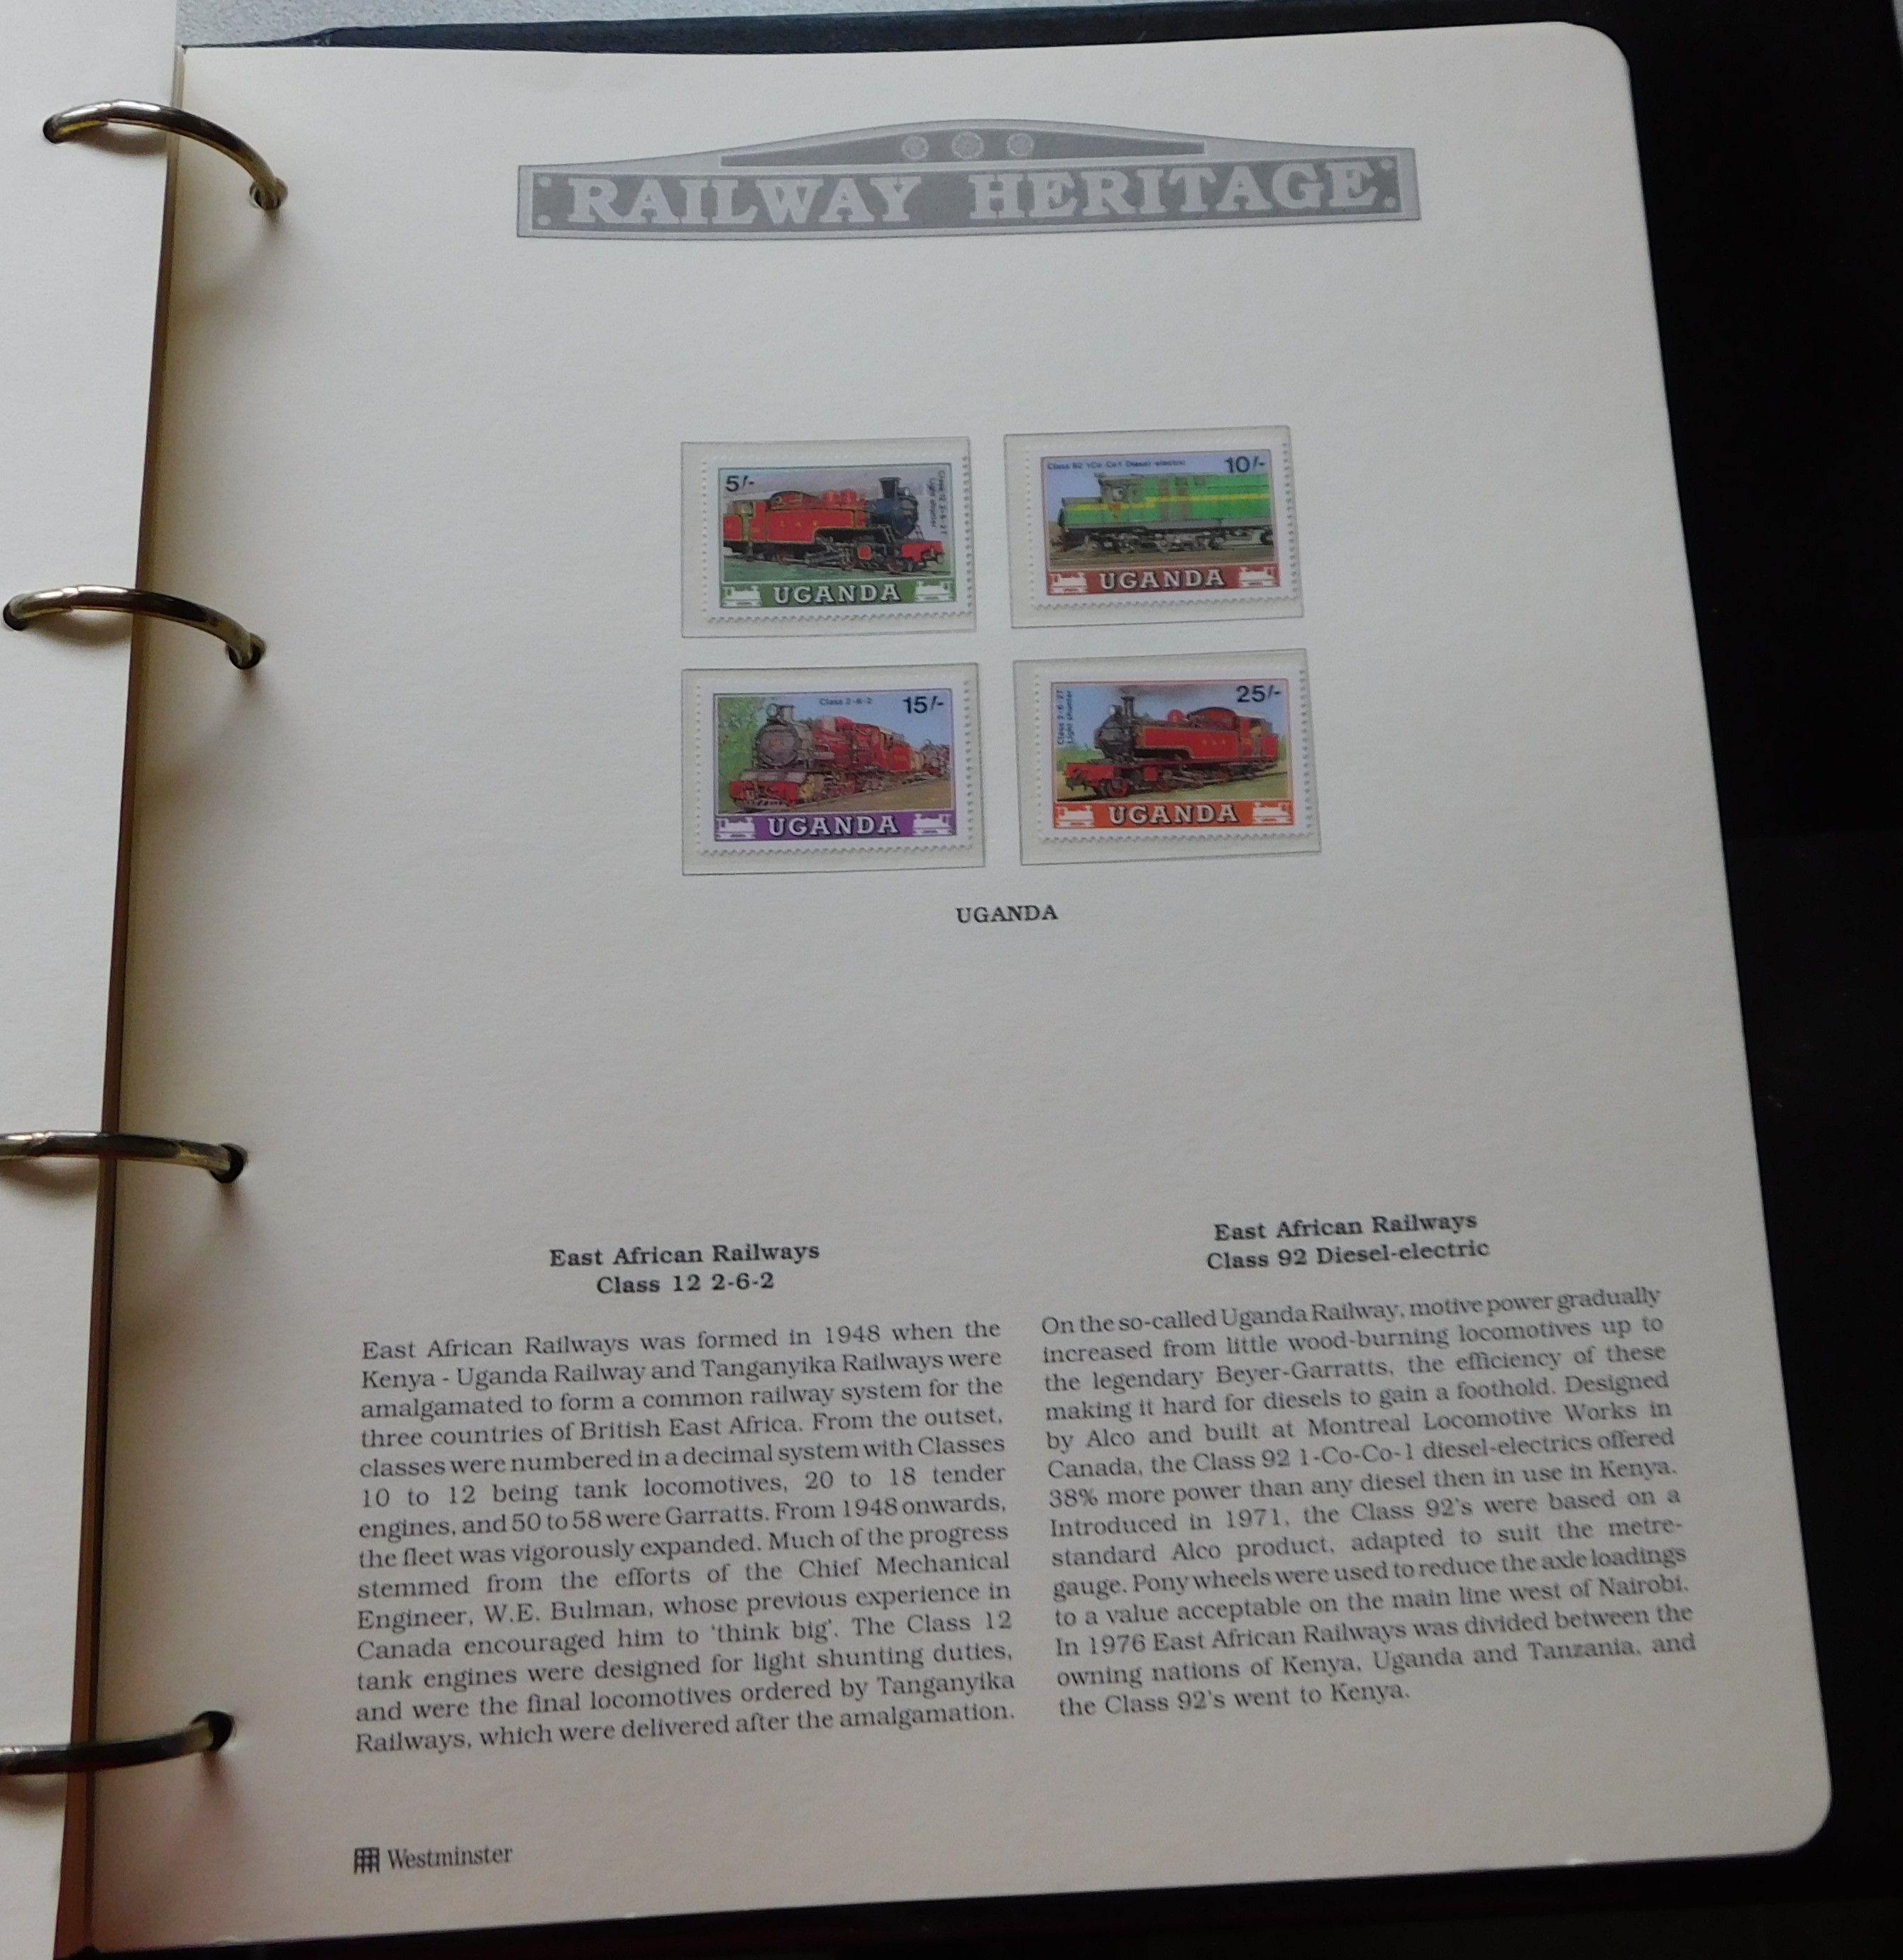 RAILWAY HERITAGE
5/-
Class 12 2-6-2T
Light shunter
UGANDA
Class 92 1Co-Co1 Diesel-electric
10/-
UGANDA
Class 2-6-2
15/-
UGANDA
Class 2-6-2T
Light shunter
25/-
UGANDA
UGANDA
East African Railways
Class 12 2-6-2
East African Railways was formed in 1948 when the
Kenya - Uganda Railway and Tanganyika Railways were
amalgamated to form a common railway system for the
three countries of British East Africa. From the outset,
classes were numbered in a decimal system with Classes
10 to 12 being tank locomotives, 20 to 18 tender
engines, and 50 to 58 were Garratts. From 1948 onwards,
the fleet was vigorously expanded. Much of the progress
stemmed from the efforts of the Chief Mechanical
Engineer, W.E. Bulman, whose previous experience in
Canada encouraged him to 'think big'. The Class 12
tank engines were designed for light shunting duties,
and were the final locomotives ordered by Tanganyika
Railways, which were delivered after the amalgamation.
East African Railways
Class 92 Diesel-electric
On the so-called Uganda Railway, motive power gradually
increased from little wood-burning locomotives up to
the legendary Beyer-Garratts, the efficiency of these
making it hard for diesels to gain a foothold. Designed
by Alco and built at Montreal Locomotive Works in
Canada, the Class 92 1-Co-Co-1 diesel-electrics offered
38% more power than any diesel then in use in Kenya.
Introduced in 1971, the Class 92's were based on a
standard Alco product, adapted to suit the metre-
gauge. Pony wheels were used to reduce the axle loadings
to a value acceptable on the main line west of Nairobi.
In 1976 East African Railways was divided between the
owning nations of Kenya, Uganda and Tanzania, and
the Class 92's went to Kenya.
Westminster